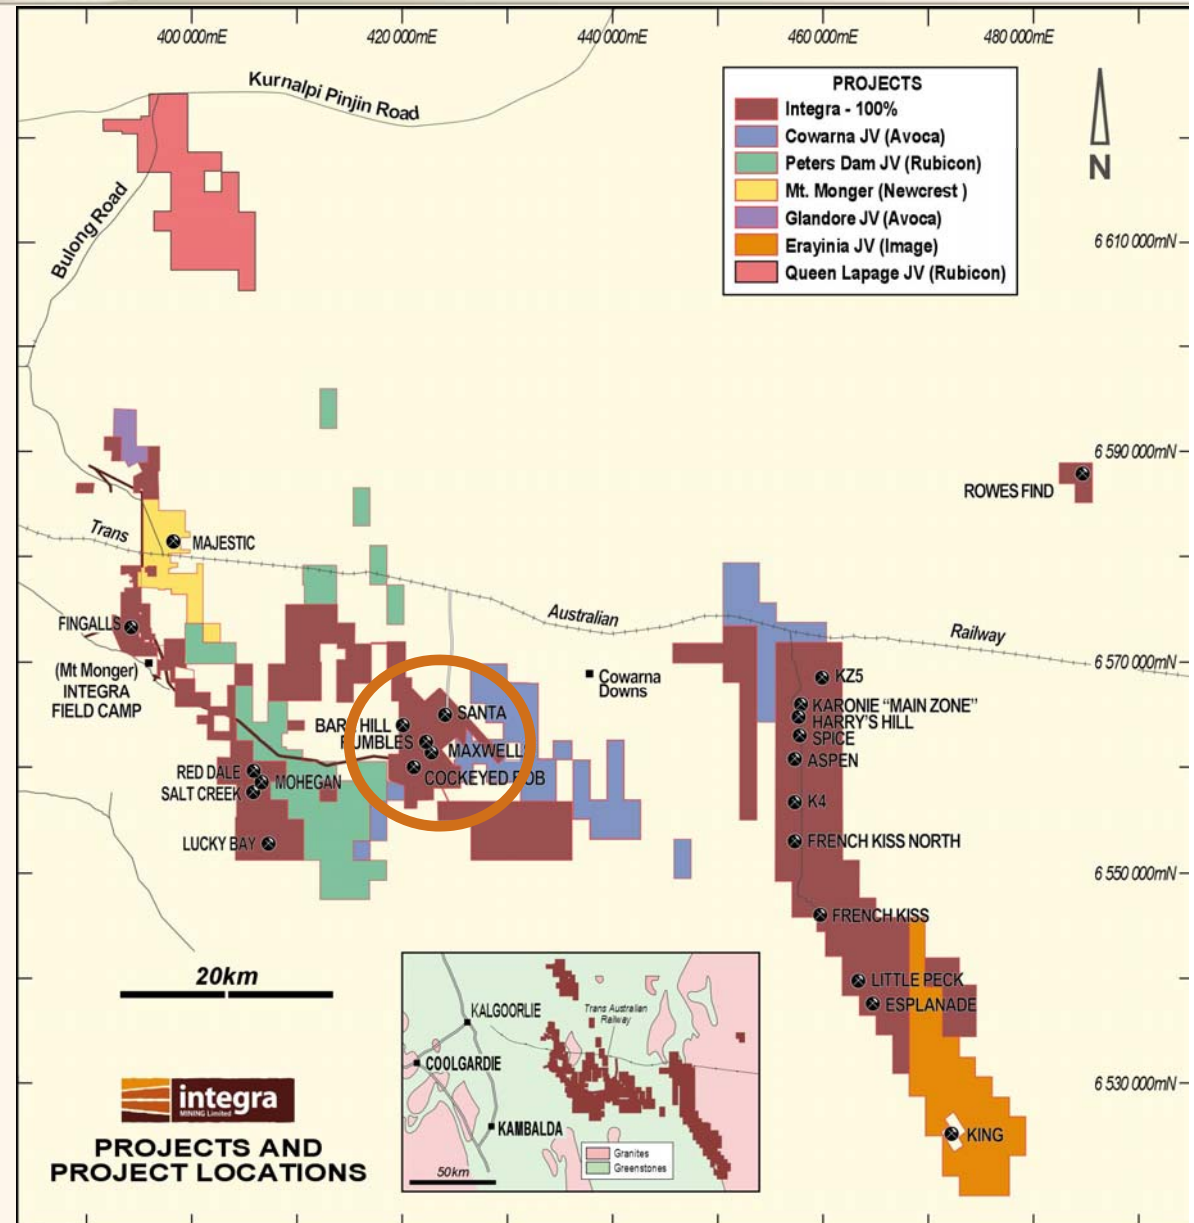 400 000mE
420 000mE
440 000mE
460 000mE
480 000mE
Kurnalpi Pinjin Road
Bulong Road
PROJECTS
Integra - 100%
Cowarna JV (Avoca)
Peters Dam JV (Rubicon)
Mt. Monger (Newcrest )
Glandore JV (Avoca)
Erayinia JV (Image)
Queen Lapage JV (Rubicon)
N
6 610 000mN
6 590 000mN
ROWES FIND
Trans
MAJESTIC
Australian
Railway
FINGALLS
(Mt Monger)
INTEGRA
FIELD CAMP
6 570 000mN
Cowarna
Downs
KZ5
KARONIE "MAIN ZONE"
HARRY'S HILL
SPICE
ASPEN
SANTA
BARE HILL
RUMBLES
MAXWELLS
COCKEYED BOB
RED DALE
MOHEGAN
SALT CREEK
K4
LUCKY BAY
FRENCH KISS NORTH
6 550 000mN
FRENCH KISS
LITTLE PECK
ESPLANADE
20km
KALGOORLIE
Trans Australian
Railway
COOLGARDIE
KAMBALDA
Granites
Greenstones
50km
6 530 000mN
KING
integra
MINING Limited
PROJECTS AND
PROJECT LOCATIONS